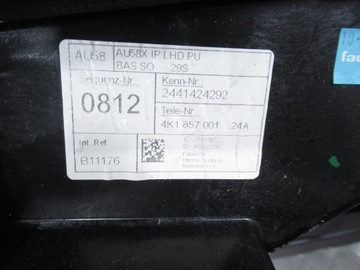 AU58 AU58X IP LHD PU
BAS SO 29S
Sequenz-Nr. Kenn-Nr.:
0812 2441424292
Teile-Nr.
4K1 857 001 24A
Int. Ref.
B11176
fau